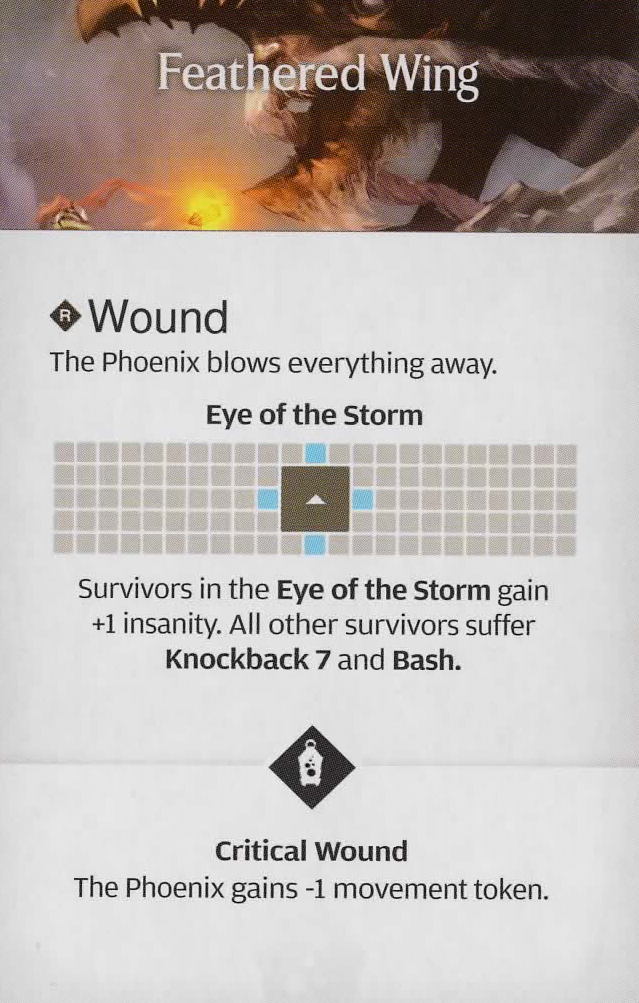 Feathered Wing
R Wound
The Phoenix blows everything away.
Eye of the Storm
Survivors in the Eye of the Storm gain
+1 insanity. All other survivors suffer
Knockback 7 and Bash.
Critical Wound
The Phoenix gains -1 movement token.